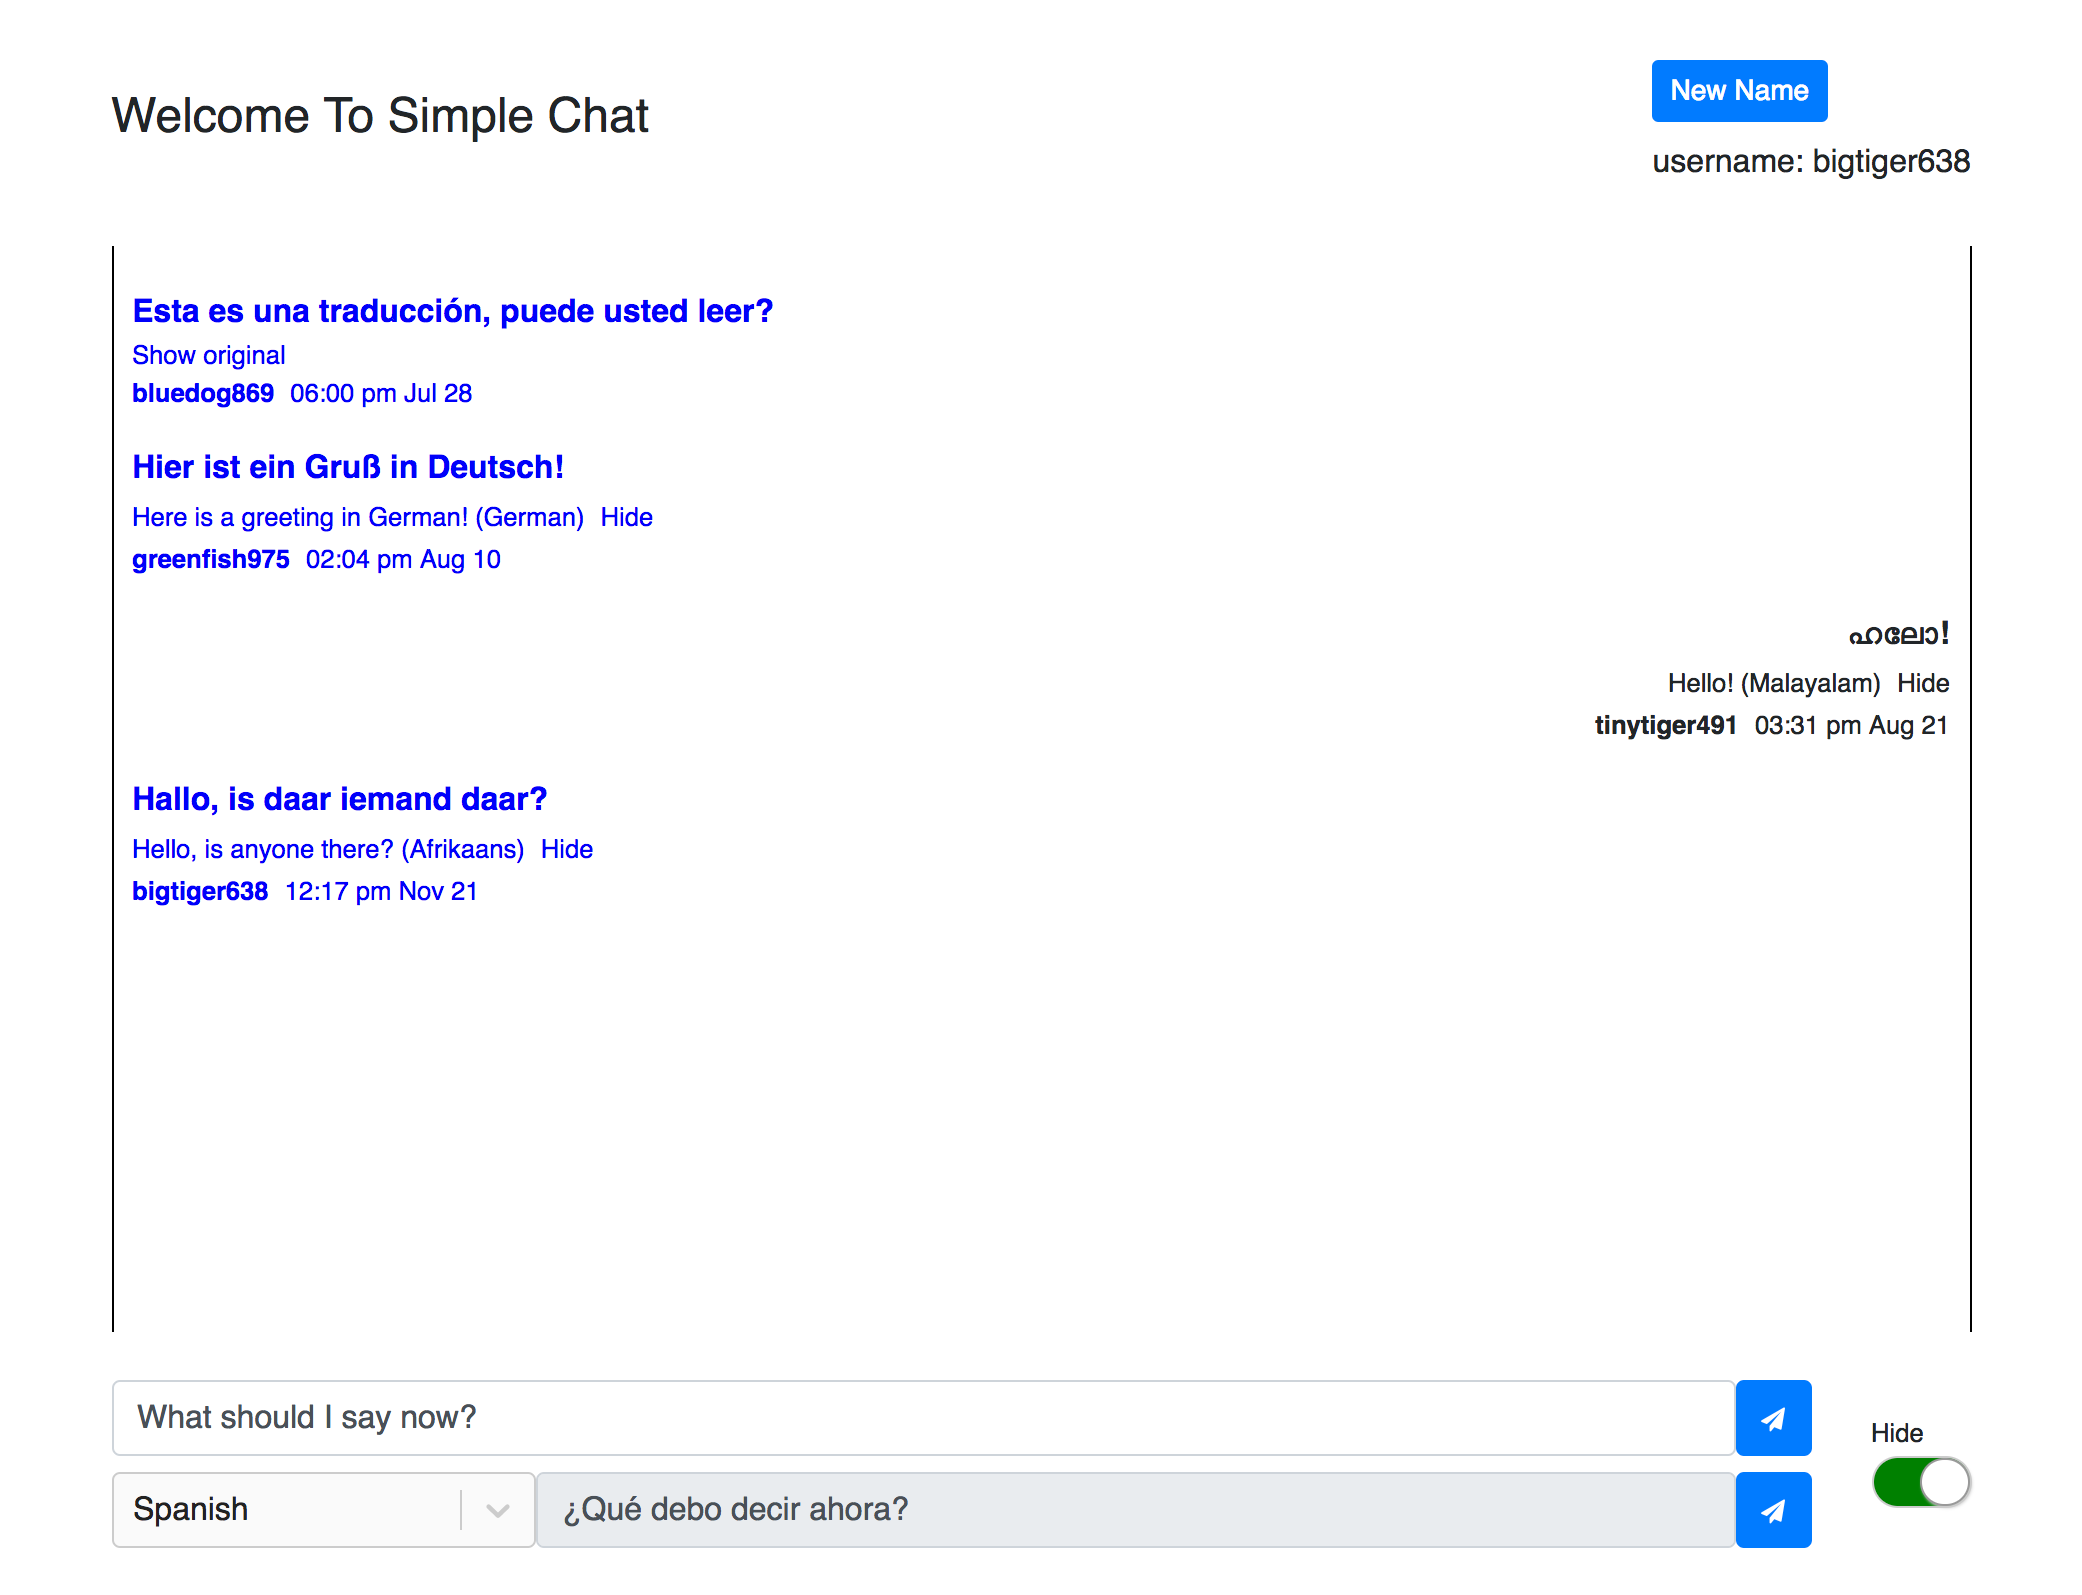 Welcome To Simple Chat
New Name
username: bigtiger638
Esta es una traducción, puede usted leer?
Show original
bluedog869 06:00 pm Jul 28
Hier ist ein Gruß in Deutsch!
Here is a greeting in German! (German) Hide
greenfish975 02:04 pm Aug 10
ഹലോ!
Hello! (Malayalam) Hide
tinytiger491 03:31 pm Aug 21
Hallo, is daar iemand daar?
Hello, is anyone there? (Afrikaans) Hide
bigtiger638 12:17 pm Nov 21
What should I say now?
Hide
Spanish
¿Qué debo decir ahora?